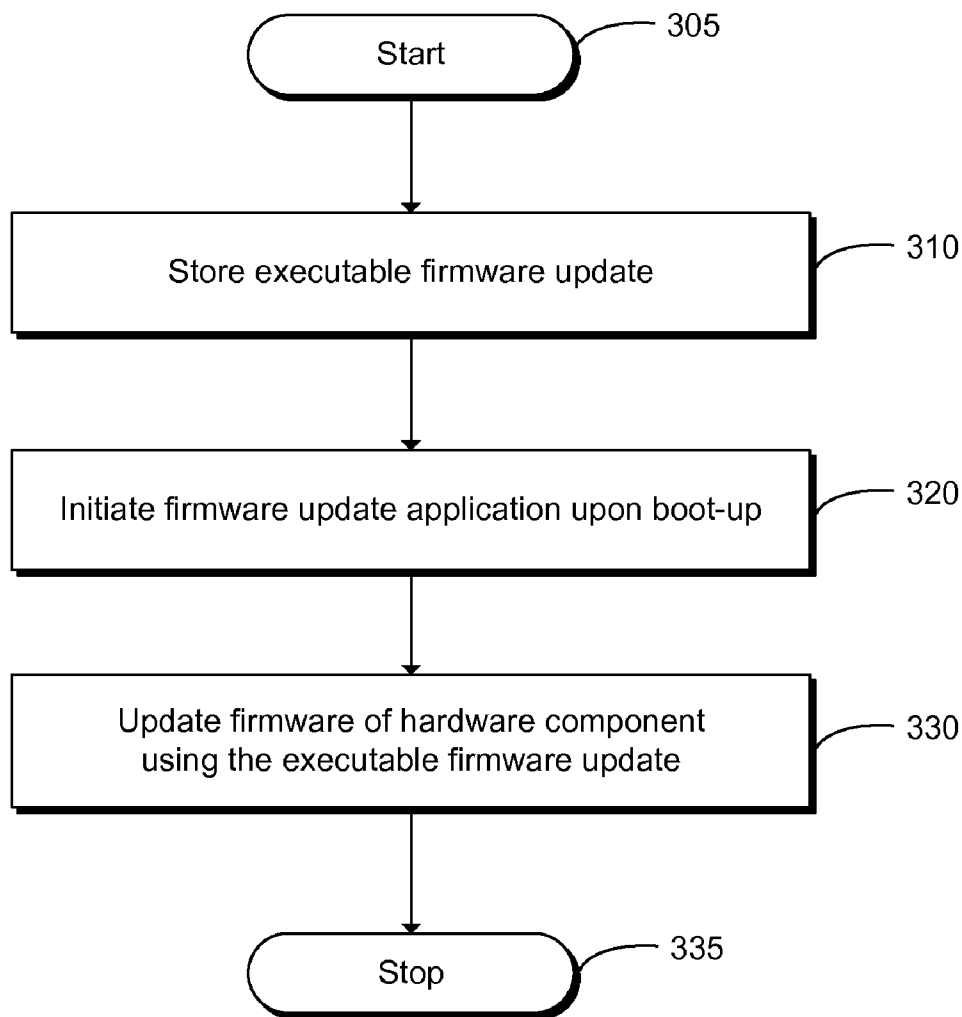 Start
305
Store executable firmware update
310
Initiate firmware update application upon boot-up
320
Update firmware of hardware component
using the executable firmware update
330
Stop
335